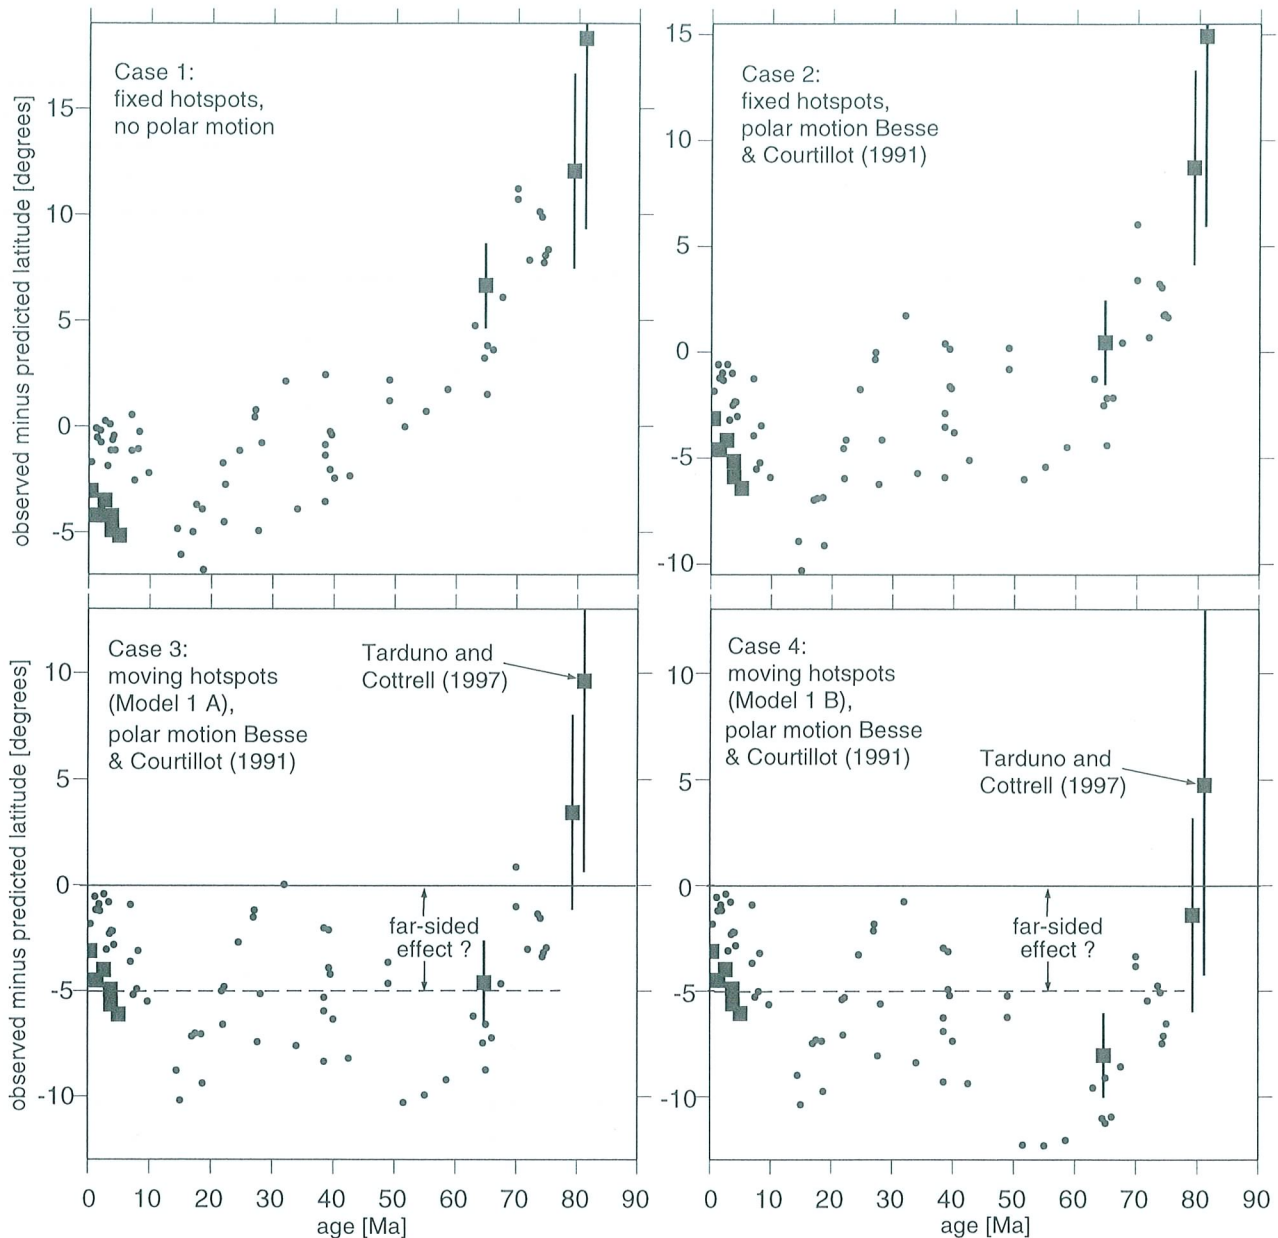 Case 1:
fixed hotspots,
no polar motion
observed minus predicted latitude [degrees]
15
10
5
0
-5
Case 2:
fixed hotspots,
polar motion Besse
& Courtillot (1991)
15
10
5
0
-5
-10
Case 3:
moving hotspots
(Model 1 A),
polar motion Besse
& Courtillot (1991)
Tarduno and
Cottrell (1997)
far-sided
effect ?
observed minus predicted latitude [degrees]
10
5
0
-5
-10
0 10 20 30 40 50 60 70 80 90
age [Ma]
Case 4:
moving hotspots
(Model 1 B),
polar motion Besse
& Courtillot (1991)
Tarduno and
Cottrell (1997)
far-sided
effect ?
10
5
0
-5
-10
0 10 20 30 40 50 60 70 80 90
age [Ma]